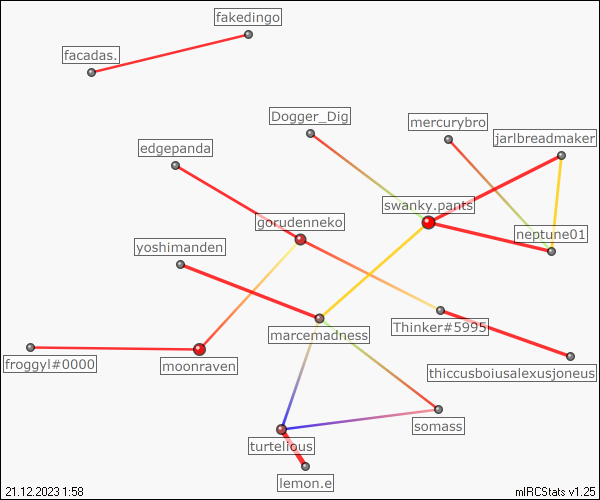 fakedingo
facadas.
Dogger_Dig
mercurybro
jarlbreadmaker
edgepanda
swanky.pants
gorudenneko
neptune01
yoshimanden
marcemadness
Thinker#5995
froggyl#0000
moonraven
thiccusboiusalexusjoneus
somass
turtelious
lemon.e
21.12.2023 1:58
mIRCStats v1.25